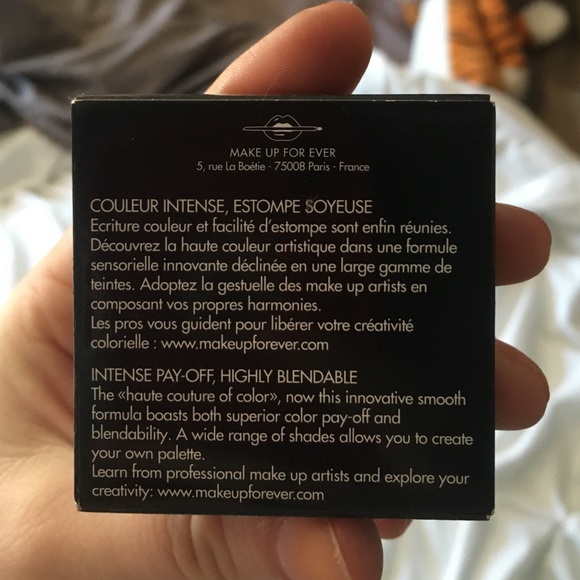 MAKE UP FOR EVER
5, rue La Boétie - 75008 Paris - France
COULEUR INTENSE, ESTOMPE SOYEUSE
Ecriture couleur et facilité d'estompe sont enfin réunies.
Découvrez la haute couleur artistique dans une formule
sensorielle innovante déclinée en une large gamme de
teintes. Adoptez la gestuelle des make up artists en
composant vos propres harmonies.
Les pros vous guident pour libérer votre créativité
colorielle : www.makeupforever.com
INTENSE PAY-OFF, HIGHLY BLENDABLE
The «haute couture of color», now this innovative smooth
formula boasts both superior color pay-off and
blendability. A wide range of shades allows you to create
your own palette.
Learn from professional make up artists and explore your
creativity: www.makeupforever.com